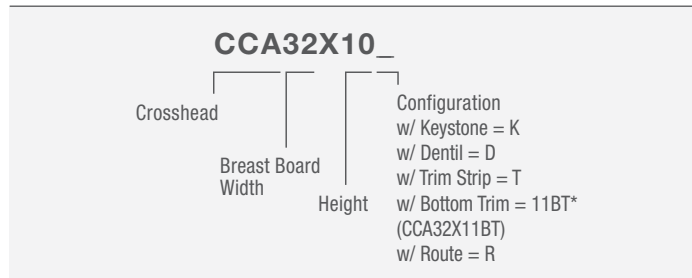 CCA32X10_
Crosshead
Breast Board
Width
Height
Configuration
w/ Keystone = K
w/ Dentil = D
w/ Trim Strip = T
w/ Bottom Trim = 11BT*
(CCA32X11BT)
w/ Route = R